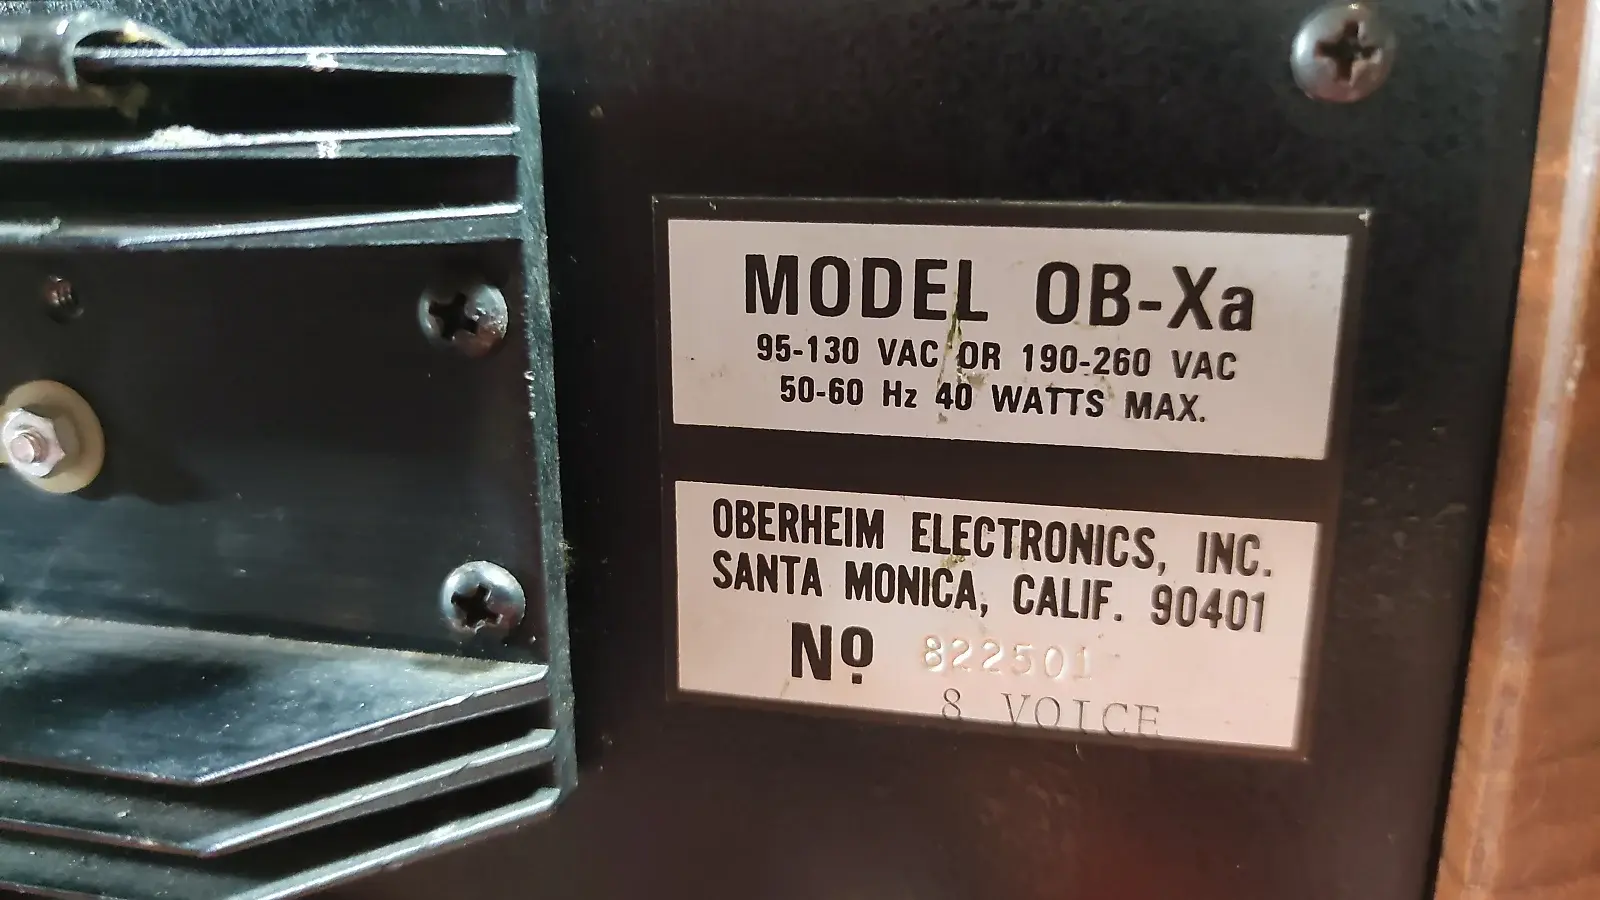 MODEL OB-Xa
95-130 VAC OR 190-260 VAC
50-60 Hz 40 WATTS MAX.
OBERHEIM ELECTRONICS, INC.
SANTA MONICA, CALIF. 90401
Nº 822501
8 VOICE